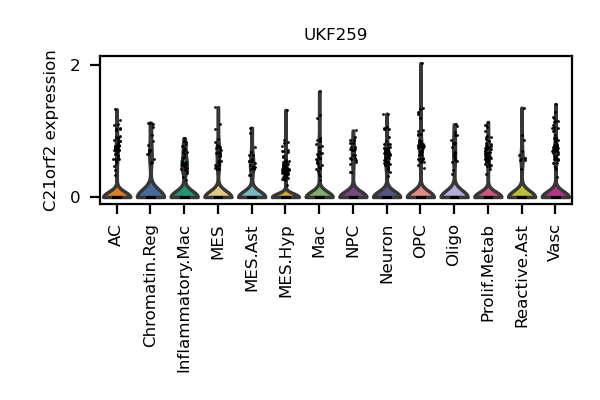 UKF259
C21orf2 expression
2
0
AC
Chromatin.Reg
Inflammatory.Mac
MES
MES.Ast
MES.Hyp
Mac
NPC
Neuron
OPC
Oligo
Prolif.Metab
Reactive.Ast
Vasc